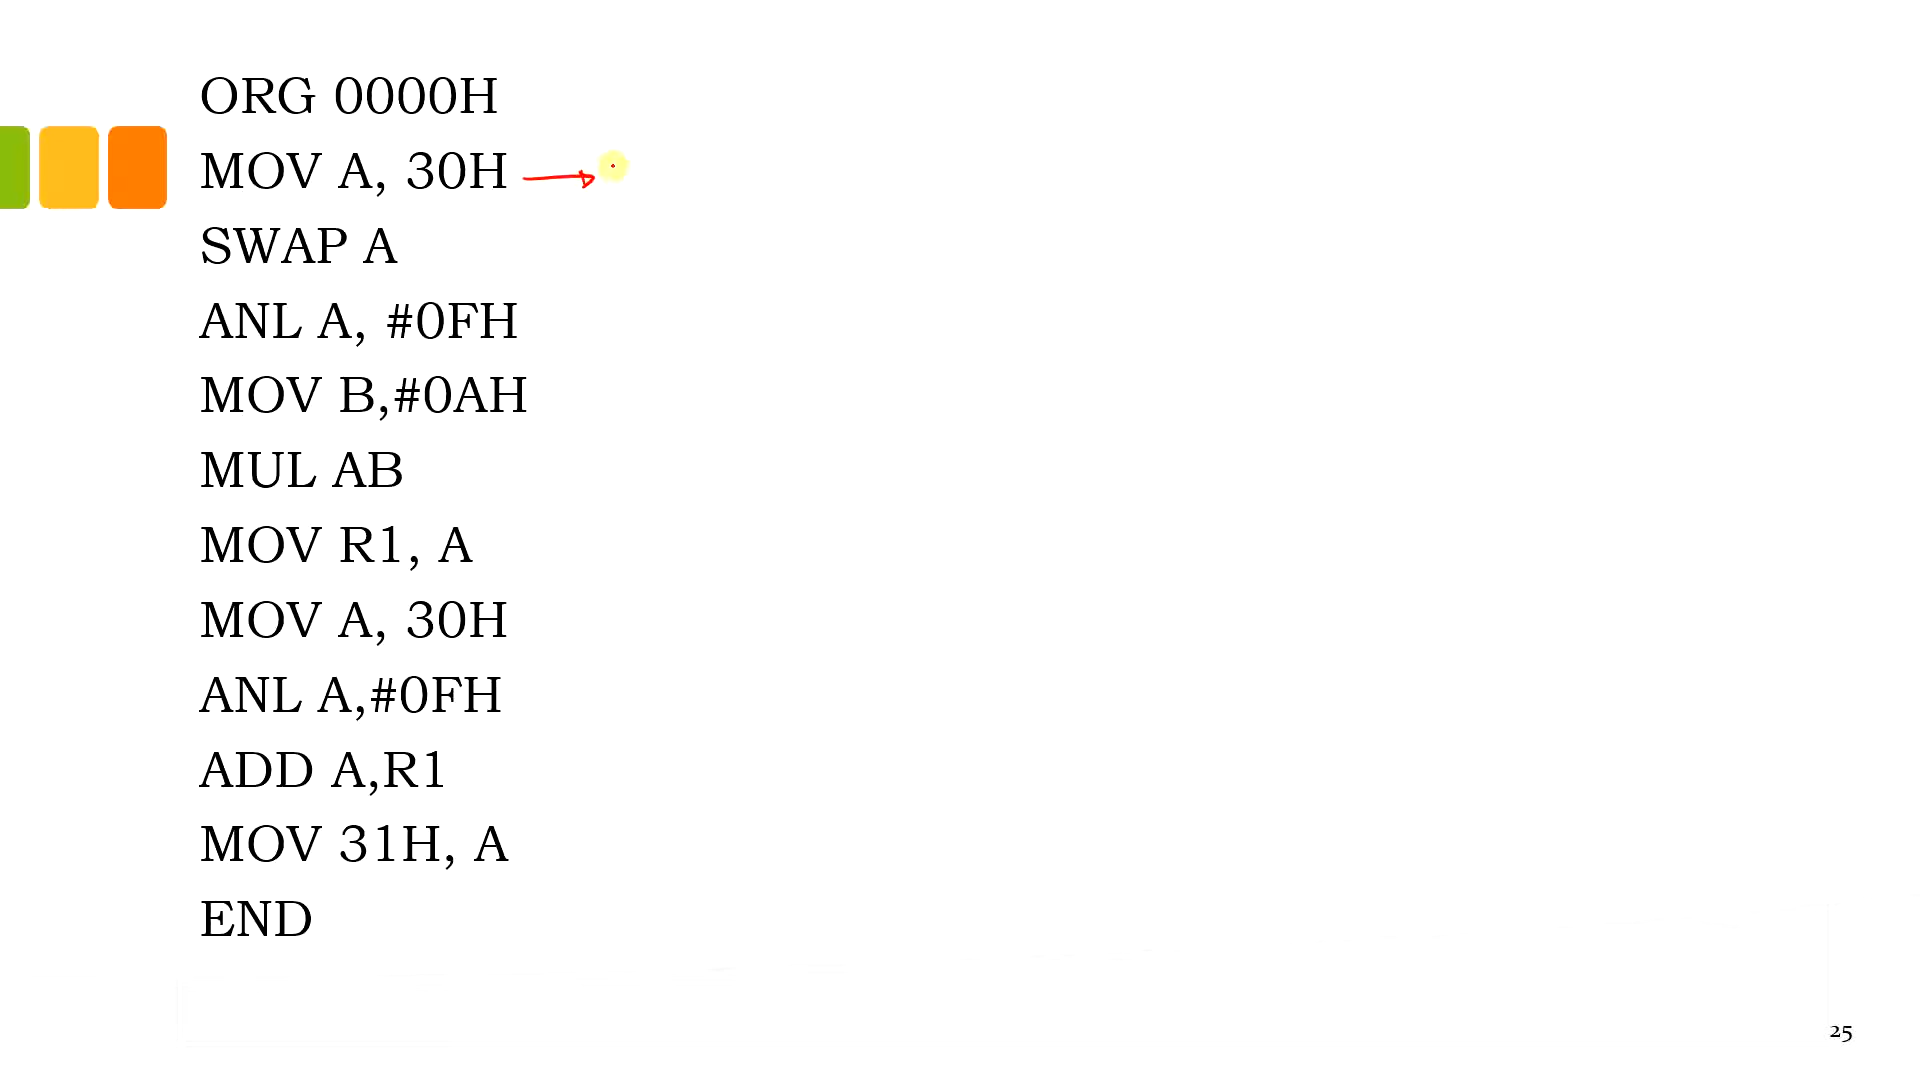 ORG 0000H
MOV A, 30H
SWAP A
ANL A, #0FH
MOV B,#0AH
MUL AB
MOV R1, A
MOV A, 30H
ANL A,#0FH
ADD A,R1
MOV 31H, A
END
25